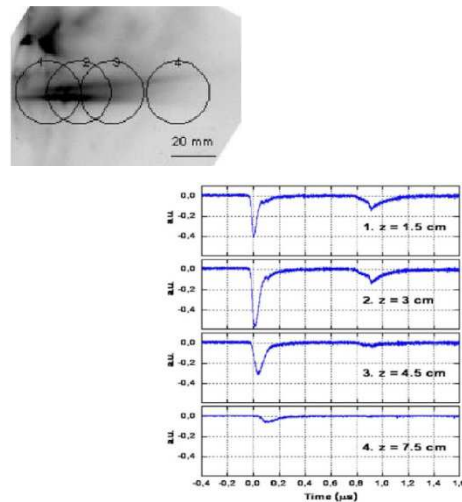 1 2 3 4
20 mm
0,0
-0,2
-0,4
a.u.
1. z = 1.5 cm
0,0
-0,2
-0,4
a.u.
2. z = 3 cm
0,0
-0,2
-0,4
a.u.
3. z = 4.5 cm
0,0
-0,2
-0,4
a.u.
4. z = 7.5 cm
-0,4 -0,2 0,0 0,2 0,4 0,6 0,8 1,0 1,2 1,4 1,6
Time (μs)